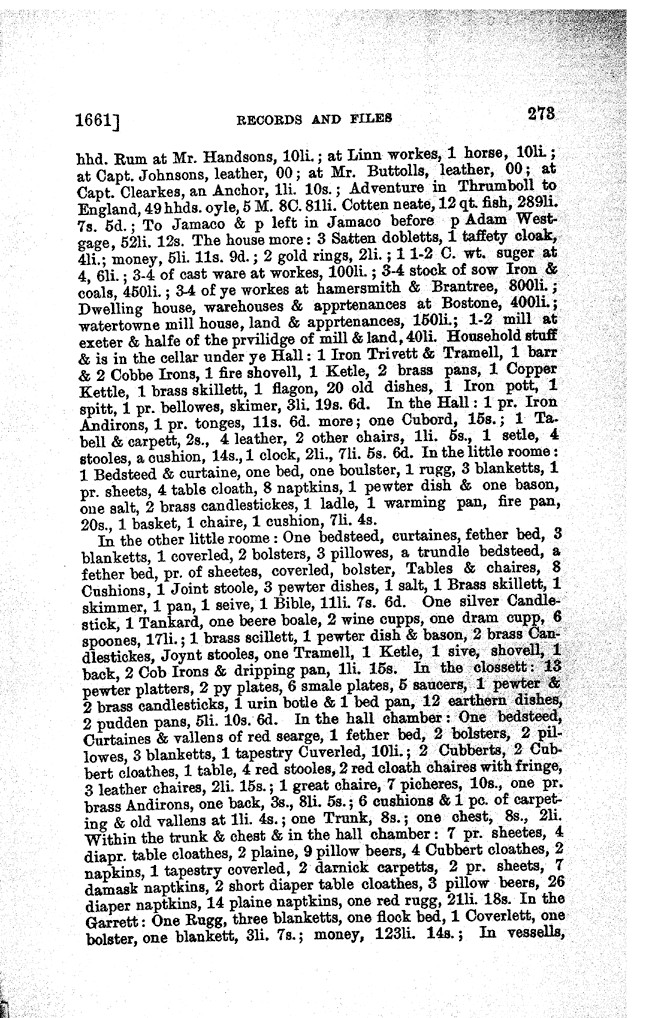 1661] RECORDS AND FILES 273
hhd. Rum at Mr. Handsons, 10li.; at Linn workes, 1 horse, 10li.;
at Capt. Johnsons, leather, 00; at Mr. Buttolls, leather, 00; at
Capt. Clearkes, an Anchor, 1li. 10s.; Adventure in Thrumboll to
England, 49 hhds. oyle, 5 M. 8C. 81li. Cotten neate, 12 qt. fish, 289li.
7s. 5d.; To Jamaco & p left in Jamaco before p Adam West-
gage, 52li. 12s. The house more: 3 Satten dobletts, 1 taffety cloak,
4li.; money, 5li. 11s. 9d.; 2 gold rings, 2li.; 1 1-2 C. wt. suger at
4, 6li.; 3-4 of cast ware at workes, 100li.; 3-4 stock of sow Iron &
coals, 450li.; 3-4 of ye workes at hamersmith & Brantree, 800li.;
Dwelling house, warehouses & apprtenances at Bostone, 400li.;
watertowne mill house, land & apprtenances, 150li.; 1-2 mill at
exeter & halfe of the prvilidge of mill & land, 40li. Household stuff
& is in the cellar under ye Hall: 1 Iron Trivett & Tramell, 1 barr
& 2 Cobbe Irons, 1 fire shovell, 1 Ketle, 2 brass pans, 1 Copper
Kettle, 1 brass skillett, 1 flagon, 20 old dishes, 1 Iron pott, 1
spitt, 1 pr. bellowes, skimer, 3li. 19s. 6d. In the Hall: 1 pr. Iron
Andirons, 1 pr. tonges, 11s. 6d. more; one Cubord, 15s.; 1 Ta-
bell & carpett, 2s., 4 leather, 2 other chairs, 1li. 5s., 1 setle, 4
stooles, a cushion, 14s., 1 clock, 2li., 7li. 5s. 6d. In the little roome:
1 Bedsteed & curtaine, one bed, one boulster, 1 rugg, 3 blanketts, 1
pr. sheets, 4 table cloath, 8 naptkins, 1 pewter dish & one bason,
one salt, 2 brass candlestickes, 1 ladle, 1 warming pan, fire pan,
20s., 1 basket, 1 chaire, 1 cushion, 7li. 4s.
In the other little roome: One bedsteed, curtaines, fether bed, 3
blanketts, 1 coverled, 2 bolsters, 3 pillowes, a trundle bedsteed, a
fether bed, pr. of sheetes, coverled, bolster, Tables & chaires, 8
Cushions, 1 Joint stoole, 3 pewter dishes, 1 salt, 1 Brass skillett, 1
skimmer, 1 pan, 1 seive, 1 Bible, 11li. 7s. 6d. One silver Candle-
stick, 1 Tankard, one beere boale, 2 wine cupps, one dram cupp, 6
spoones, 17li.; 1 brass scillett, 1 pewter dish & bason, 2 brass Can-
dlestickes, Joynt stooles, one Tramell, 1 Ketle, 1 sive, shovell, 1
back, 2 Cob Irons & dripping pan, 1li. 15s. In the clossett: 13
pewter platters, 2 py plates, 6 smale plates, 5 saucers, 1 pewter &
2 brass candlesticks, 1 urin botle & 1 bed pan, 12 earthern dishes,
2 pudden pans, 5li. 10s. 6d. In the hall chamber: One bedsteed,
Curtaines & vallens of red searge, 1 fether bed, 2 bolsters, 2 pil-
lowes, 3 blanketts, 1 tapestry Cuverled, 10li.; 2 Cubberts, 2 Cub-
bert cloathes, 1 table, 4 red stooles, 2 red cloath chaires with fringe,
3 leather chaires, 2li. 15s.; 1 great chaire, 7 picheres, 10s., one pr.
brass Andirons, one back, 3s., 8li. 5s.; 6 cushions & 1 pc. of carpet-
ing & old vallens at 1li. 4s.; one Trunk, 8s.; one chest, 8s., 2li.
Within the trunk & chest & in the hall chamber: 7 pr. sheetes, 4
diapr. table cloathes, 2 plaine, 9 pillow beers, 4 Cubbert cloathes, 2
napkins, 1 tapestry coverled, 2 darnick carpetts, 2 pr. sheets, 7
damask naptkins, 2 short diaper table cloathes, 3 pillow beers, 26
diaper naptkins, 14 plaine naptkins, one red rugg, 21li. 18s. In the
Garrett: One Rugg, three blanketts, one flock bed, 1 Coverlett, one
bolster, one blankett, 3li. 7s.; money, 123li. 14s.; In vessells,